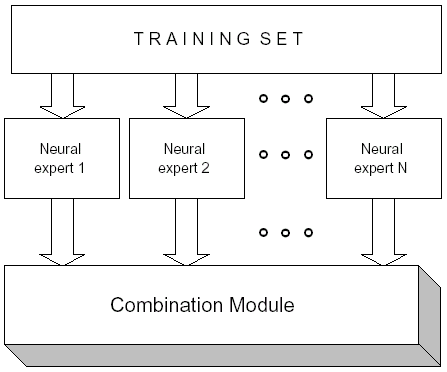 TRAINING SET
Neural
expert 1
Neural
expert 2
Neural
expert N
Combination Module